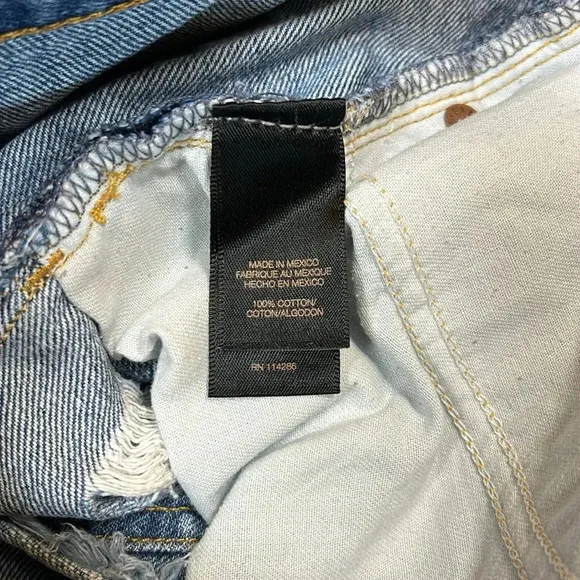 MADE IN MEXICO
FABRIQUE AU MEXIQUE
HECHO EN MEXICO
100% COTTON/
COTON/ALGODON
RN 114286